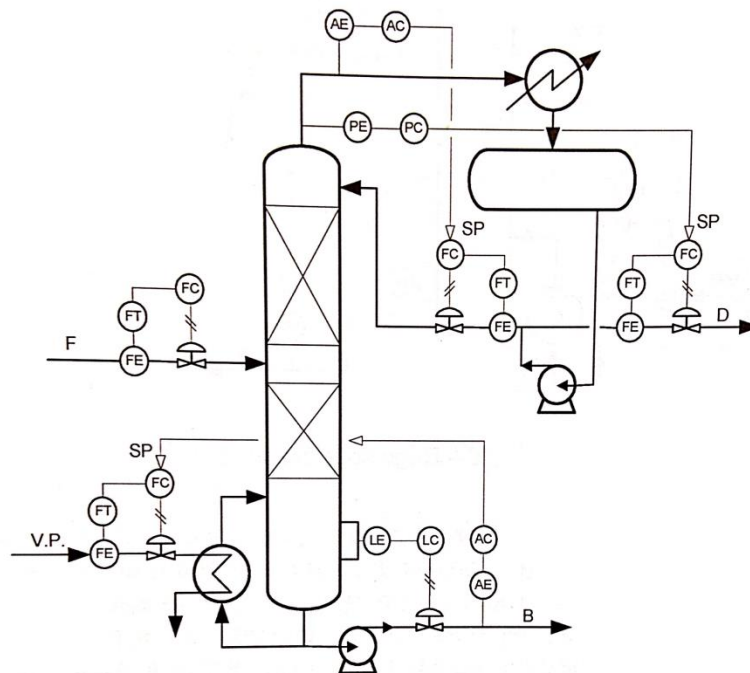 AE AC
PE PC
SP SP
FC FC
FC
FT FT FT
F FE FE FE D
SP
FC
FT LE LC AC
V.P. FE AE
B